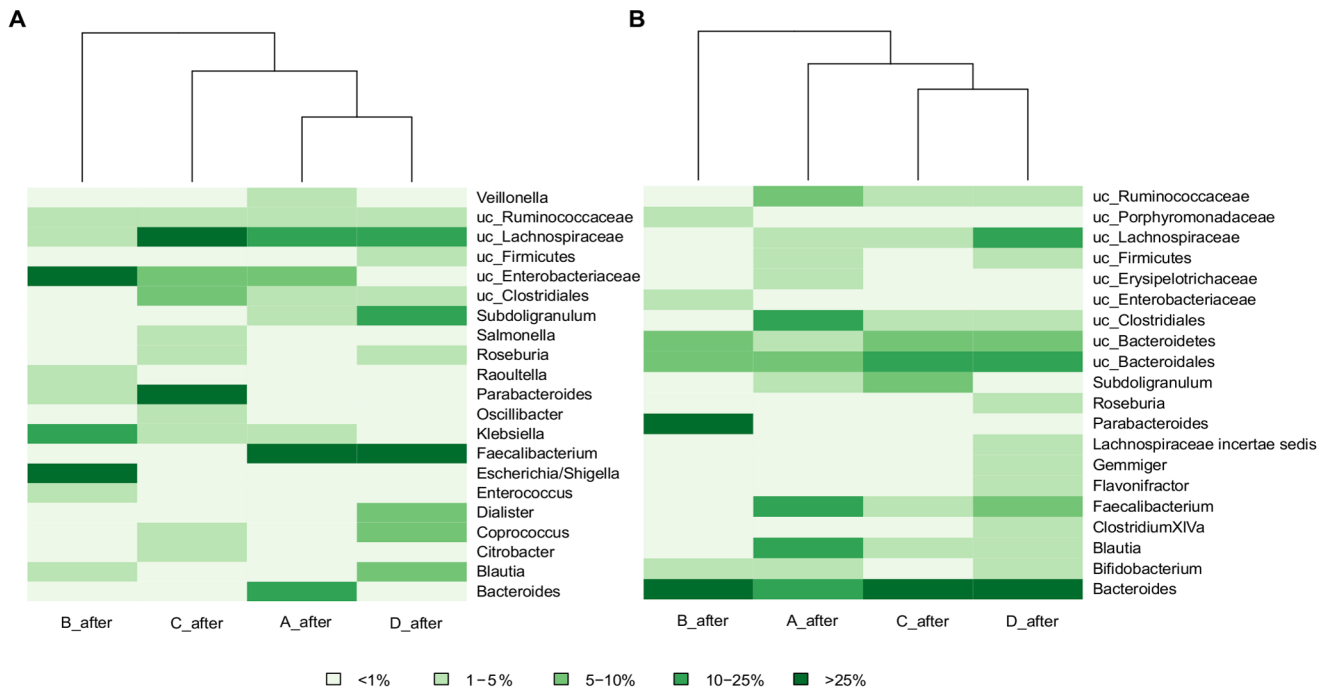 A
Veillonella
uc_Ruminococcaceae
uc_Lachnospiraceae
uc_Firmicutes
uc_Enterobacteriaceae
uc_Clostridiales
Subdoligranulum
Salmonella
Roseburia
Raoultella
Parabacteroides
Oscillibacter
Klebsiella
Faecalibacterium
Escherichia/Shigella
Enterococcus
Dialister
Coprococcus
Citrobacter
Blautia
Bacteroides
B_after C_after A_after D_after
B
uc_Ruminococcaceae
uc_Porphyromonadaceae
uc_Lachnospiraceae
uc_Firmicutes
uc_Erysipelotrichaceae
uc_Enterobacteriaceae
uc_Clostridiales
uc_Bacteroidetes
uc_Bacteroidales
Subdoligranulum
Roseburia
Parabacteroides
Lachnospiraceae incertae sedis
Gemmiger
Flavonifractor
Faecalibacterium
ClostridiumXIVa
Blautia
Bifidobacterium
Bacteroides
B_after A_after C_after D_after
<1% 1−5% 5−10% 10−25% >25%